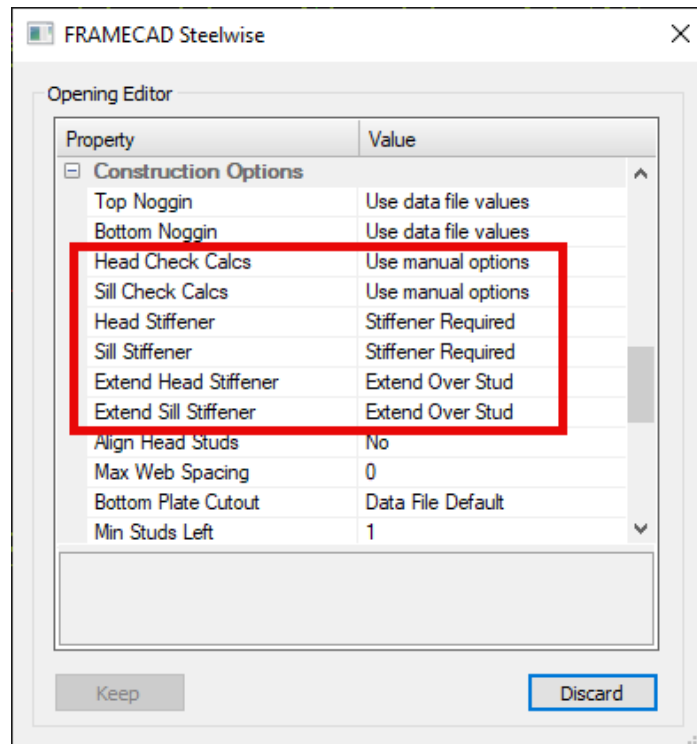 FRAMECAD Steelwise
Opening Editor
Property Value
Construction Options
Top Noggin Use data file values
Bottom Noggin Use data file values
Head Check Calcs Use manual options
Sill Check Calcs Use manual options
Head Stiffener Stiffener Required
Sill Stiffener Stiffener Required
Extend Head Stiffener Extend Over Stud
Extend Sill Stiffener Extend Over Stud
Align Head Studs No
Max Web Spacing 0
Bottom Plate Cutout Data File Default
Min Studs Left 1
Keep Discard